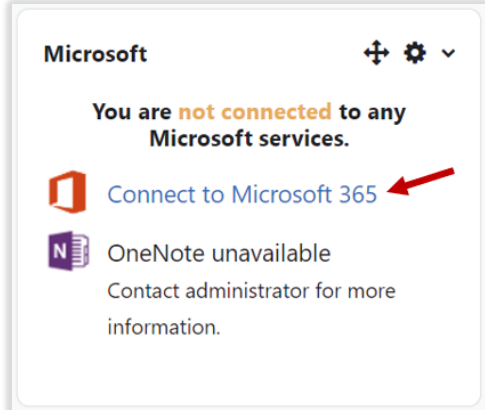 Microsoft
You are not connected to any
Microsoft services.
Connect to Microsoft 365
N
OneNote unavailable
Contact administrator for more
information.